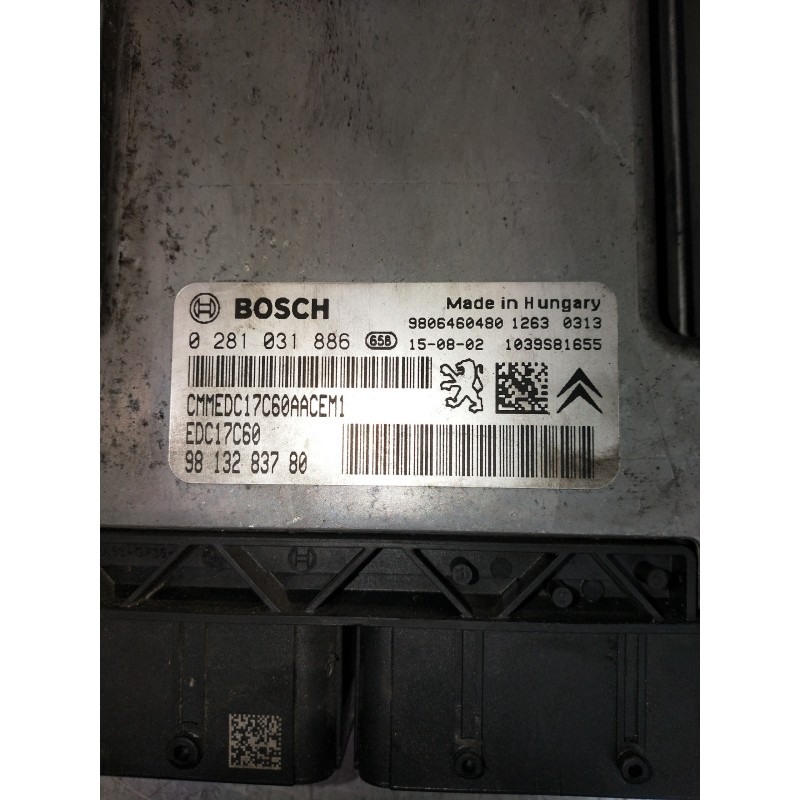 BOSCH
Made in Hungary
9806460480 1263 0313
0 281 031 886 658 15-08-02 1039S81655
CMMEDC17C60AACEM1
EDC17C60
98 132 837 80